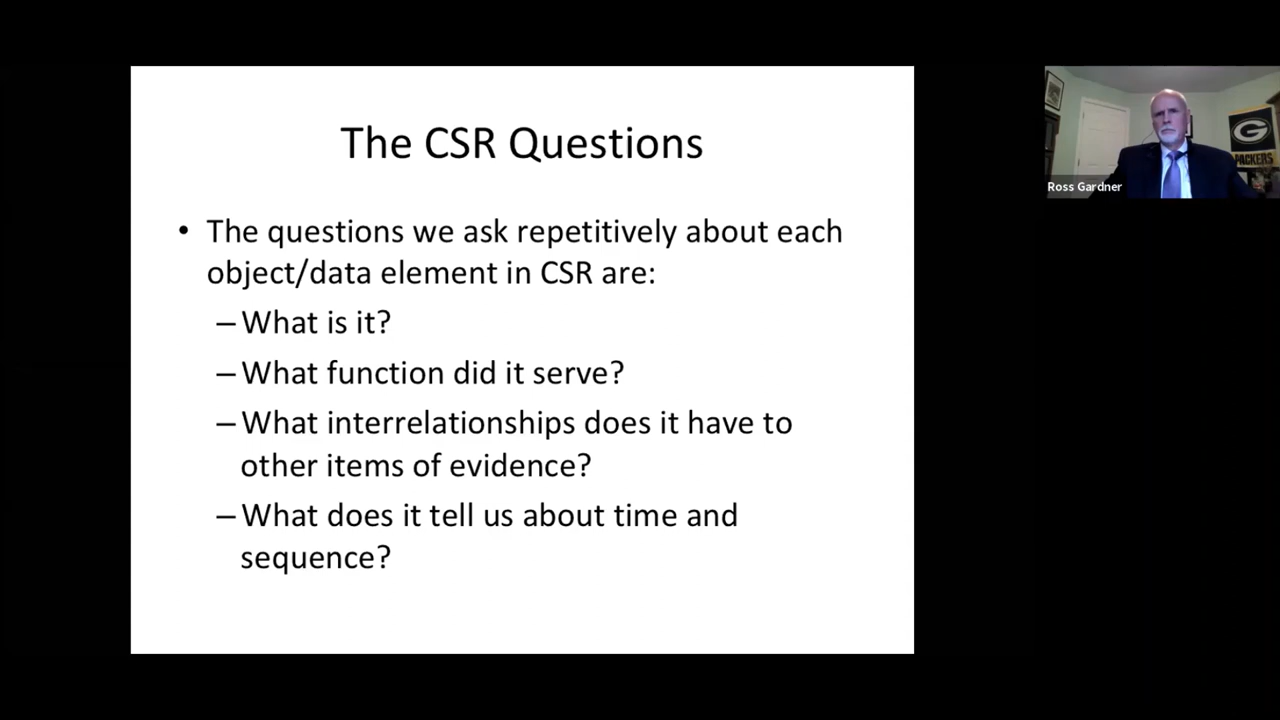 The CSR Questions
• The questions we ask repetitively about each
object/data element in CSR are:
–What is it?
–What function did it serve?
–What interrelationships does it have to
other items of evidence?
–What does it tell us about time and
sequence?
G
PACKERS
Ross Gardner